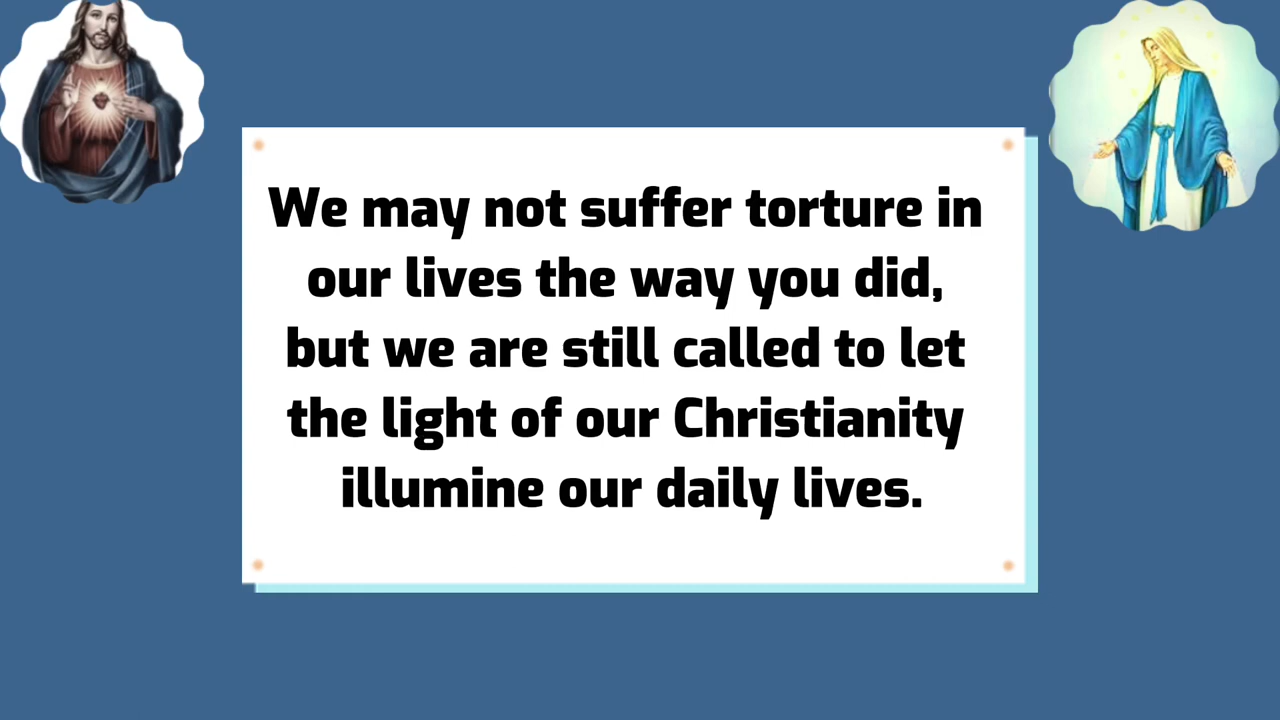 We may not suffer torture in
our lives the way you did,
but we are still called to let
the light of our Christianity
illumine our daily lives.